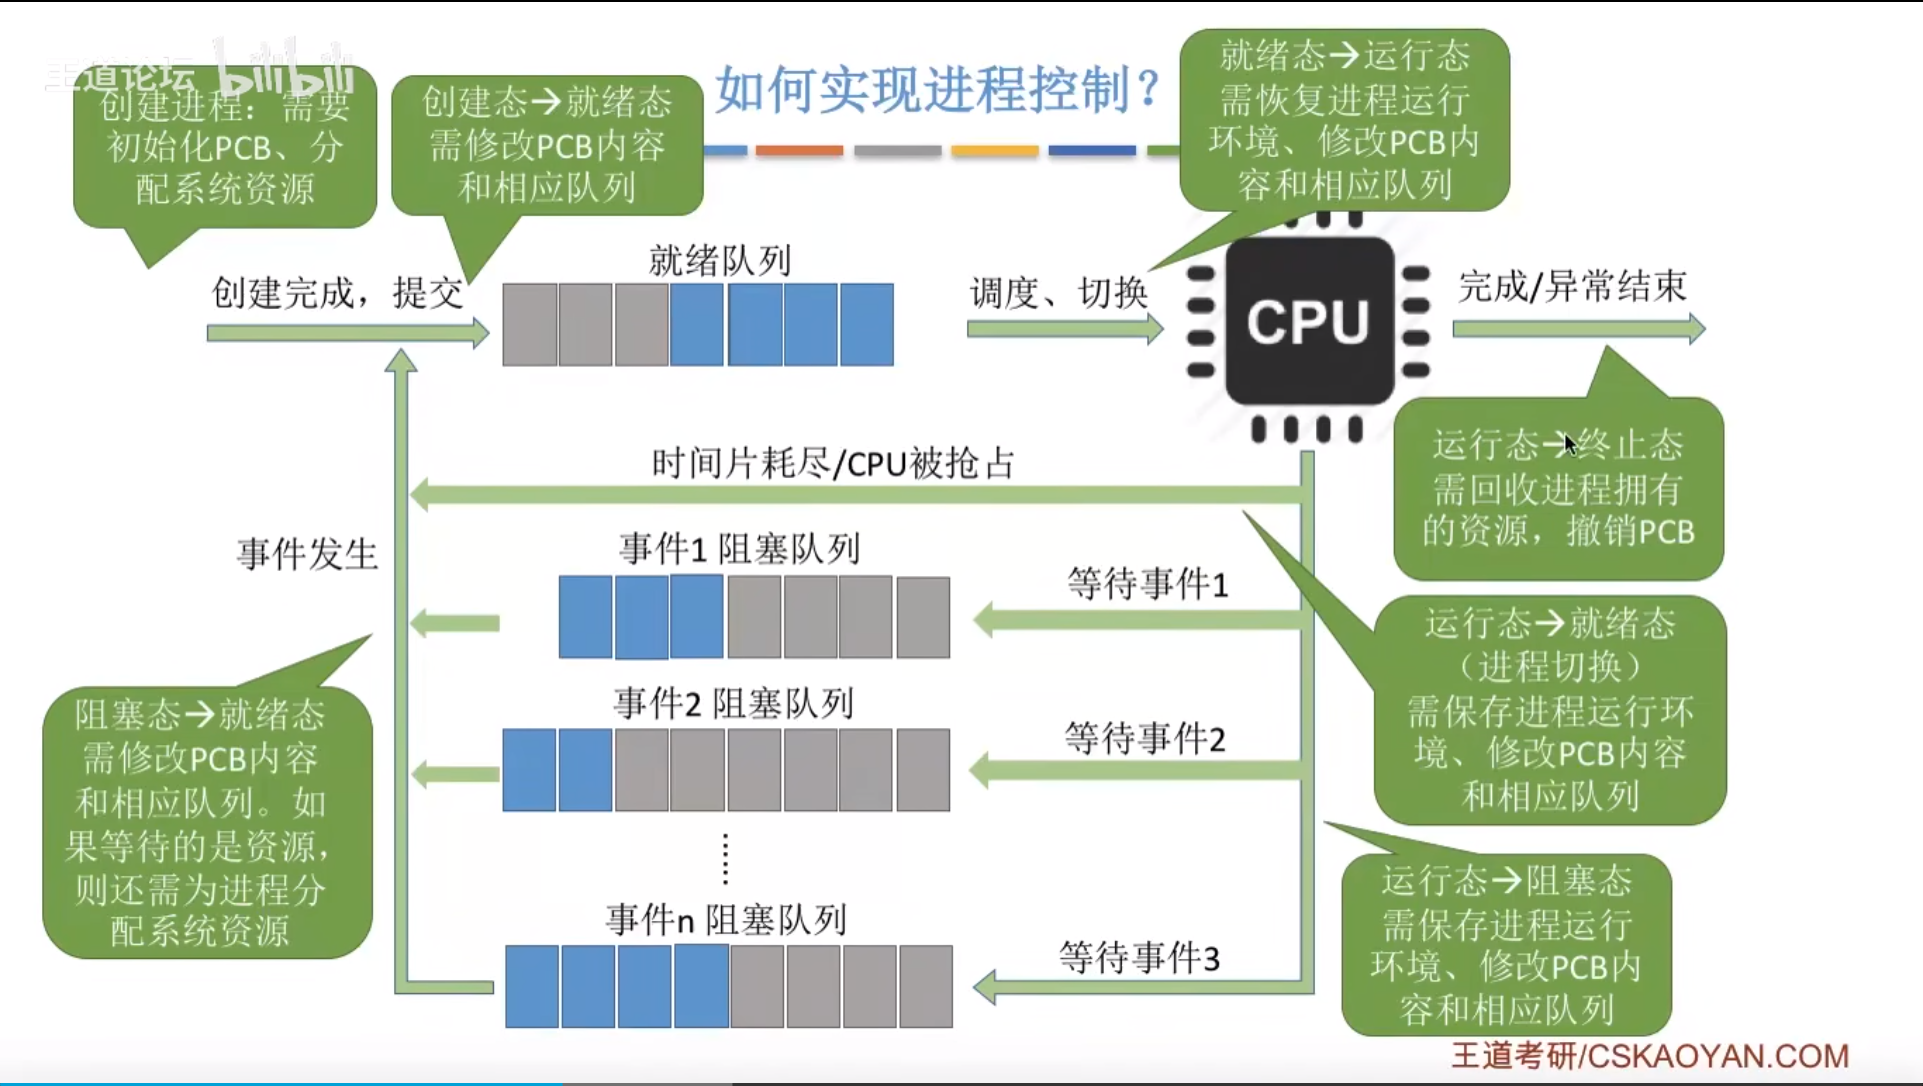 王道论坛 bilibili
如何实现进程控制？
创建进程：需要
初始化PCB、分
配系统资源
创建态→就绪态
需修改PCB内容
和相应队列
就绪态→运行态
需恢复进程运行
环境、修改PCB内
容和相应队列
就绪队列
创建完成，提交
调度、切换
CPU
完成/异常结束
运行态→终止态
需回收进程拥有
的资源，撤销PCB
时间片耗尽/CPU被抢占
事件发生
事件1 阻塞队列
等待事件1
运行态→就绪态
（进程切换）
需保存进程运行环
境、修改PCB内容
和相应队列
阻塞态→就绪态
需修改PCB内容
和相应队列。如
果等待的是资源，
则还需为进程分
配系统资源
事件2 阻塞队列
等待事件2
运行态→阻塞态
需保存进程运行
环境、修改PCB内
容和相应队列
事件n 阻塞队列
等待事件3
王道考研/CSKAOYAN.COM